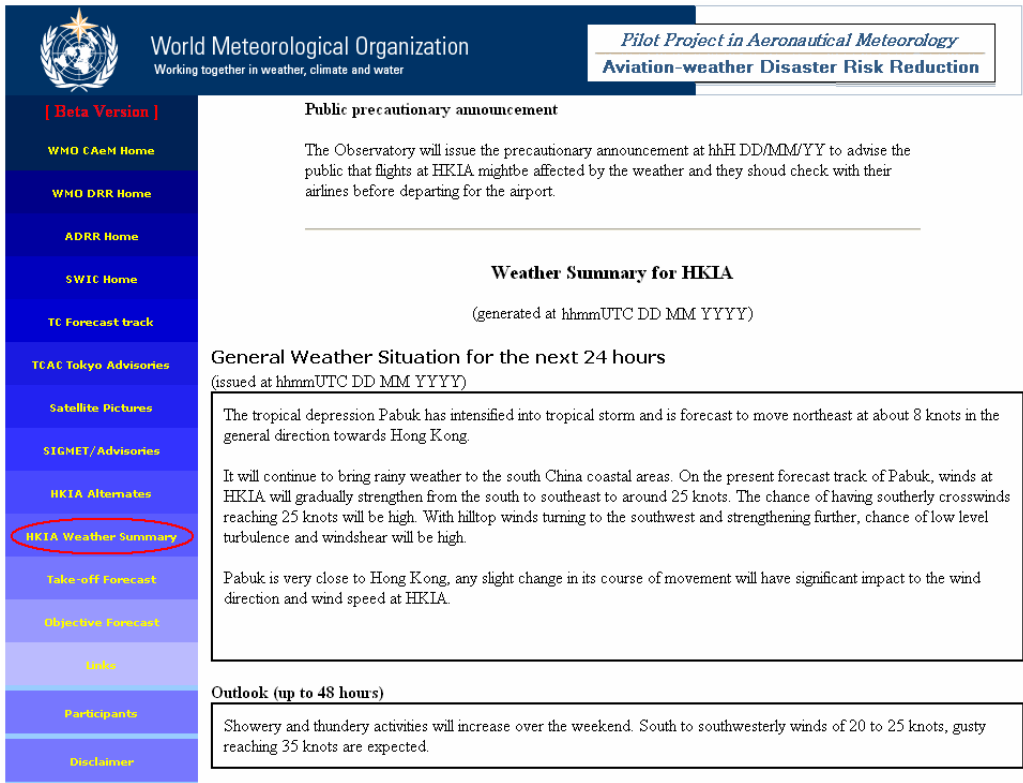 World Meteorological Organization
Working together in weather, climate and water
Pilot Project in Aeronautical Meteorology
Aviation-weather Disaster Risk Reduction
[ Beta Version ]
WMO CAeM Home
WMO DRR Home
ADRR Home
SWIC Home
TC Forecast track
TCAC Tokyo Advisories
Satellite Pictures
SIGMET/Advisories
HKIA Alternates
HKIA Weather Summary
Take-off Forecast
Objective Forecast
Links
Participants
Disclaimer
Public precautionary announcement
The Observatory will issue the precautionary announcement at hhH DD/MM/YY to advise the
public that flights at HKIA mightbe affected by the weather and they shoud check with their
airlines before departing for the airport.
Weather Summary for HKIA
(generated at hhmmUTC DD MM YYYY)
General Weather Situation for the next 24 hours
(issued at hhmmUTC DD MM YYYY)
The tropical depression Pabuk has intensified into tropical storm and is forecast to move northeast at about 8 knots in the
general direction towards Hong Kong.
It will continue to bring rainy weather to the south China coastal areas. On the present forecast track of Pabuk, winds at
HKIA will gradually strengthen from the south to southeast to around 25 knots. The chance of having southerly crosswinds
reaching 25 knots will be high. With hilltop winds turning to the southwest and strengthening further, chance of low level
turbulence and windshear will be high.
Pabuk is very close to Hong Kong, any slight change in its course of movement will have significant impact to the wind
direction and wind speed at HKIA.
Outlook (up to 48 hours)
Showery and thundery activities will increase over the weekend. South to southwesterly winds of 20 to 25 knots, gusty
reaching 35 knots are expected.